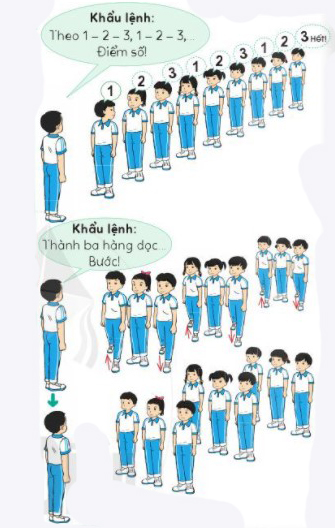 Khẩu lệnh:
Theo 1 – 2 – 3, 1 – 2 – 3,...
Điểm số!
1 2 3 1 2 3 1 2 3 Hết!
Khẩu lệnh:
Thành ba hàng dọc...
Bước!